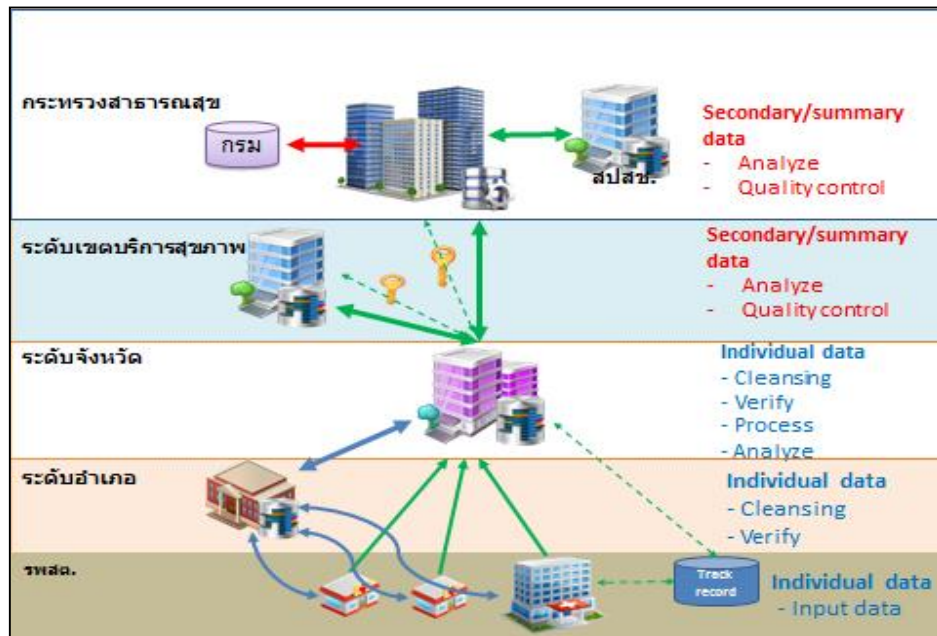 กระทรวงสาธารณสุข
กรม
สปสช.
Secondary/summary
data
- Analyze
- Quality control
ระดับเขตบริการสุขภาพ
Secondary/summary
data
- Analyze
- Quality control
ระดับจังหวัด
Individual data
- Cleansing
- Verify
- Process
- Analyze
ระดับอำเภอ
Individual data
- Cleansing
- Verify
รพสต.
Track
record
Individual data
- Input data